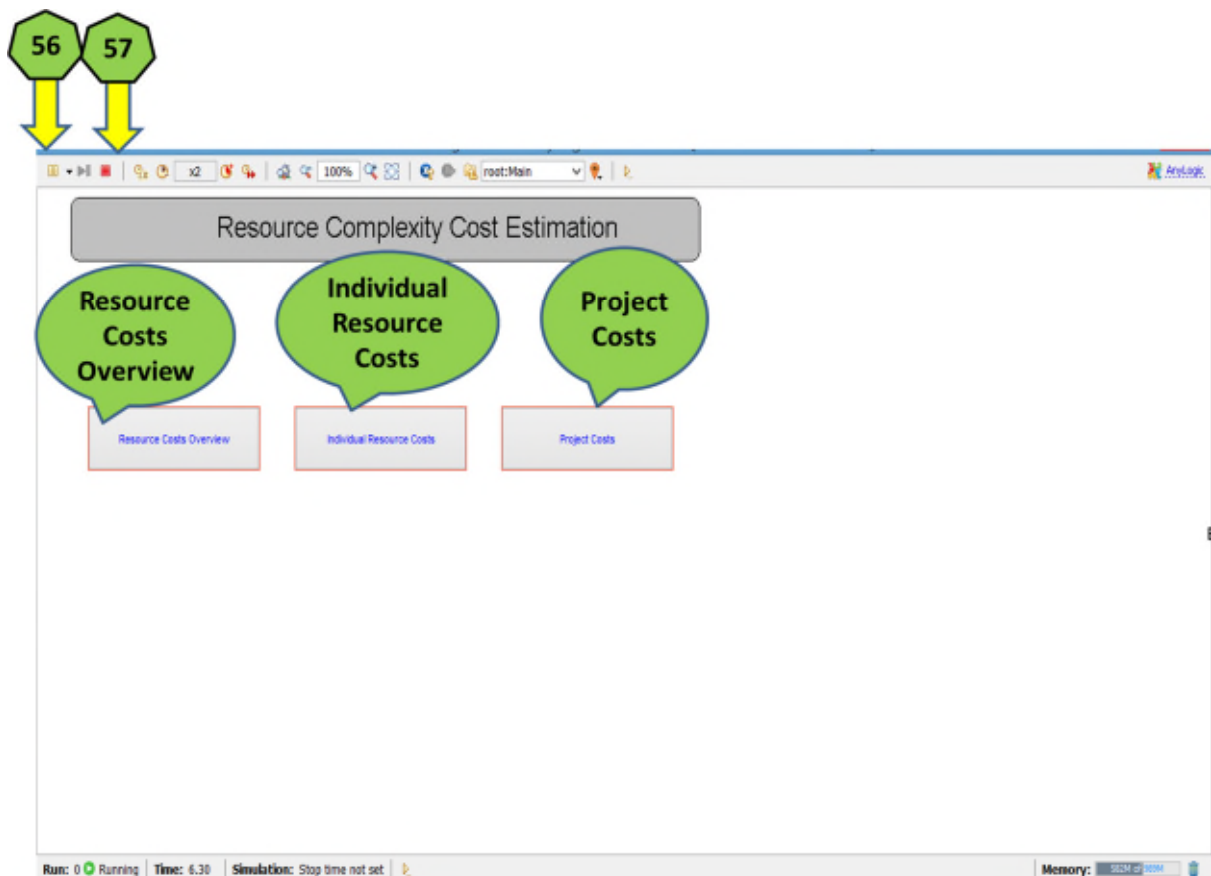 56 57
x2 100% root:Main AnyLogic
Resource Complexity Cost Estimation
Resource
Costs
Overview
Individual
Resource
Costs
Project
Costs
Resource Costs Overview
Individual Resource Costs
Project Costs
Run: 0 Running Time: 6.30 Simulation: Stop time not set Memory: